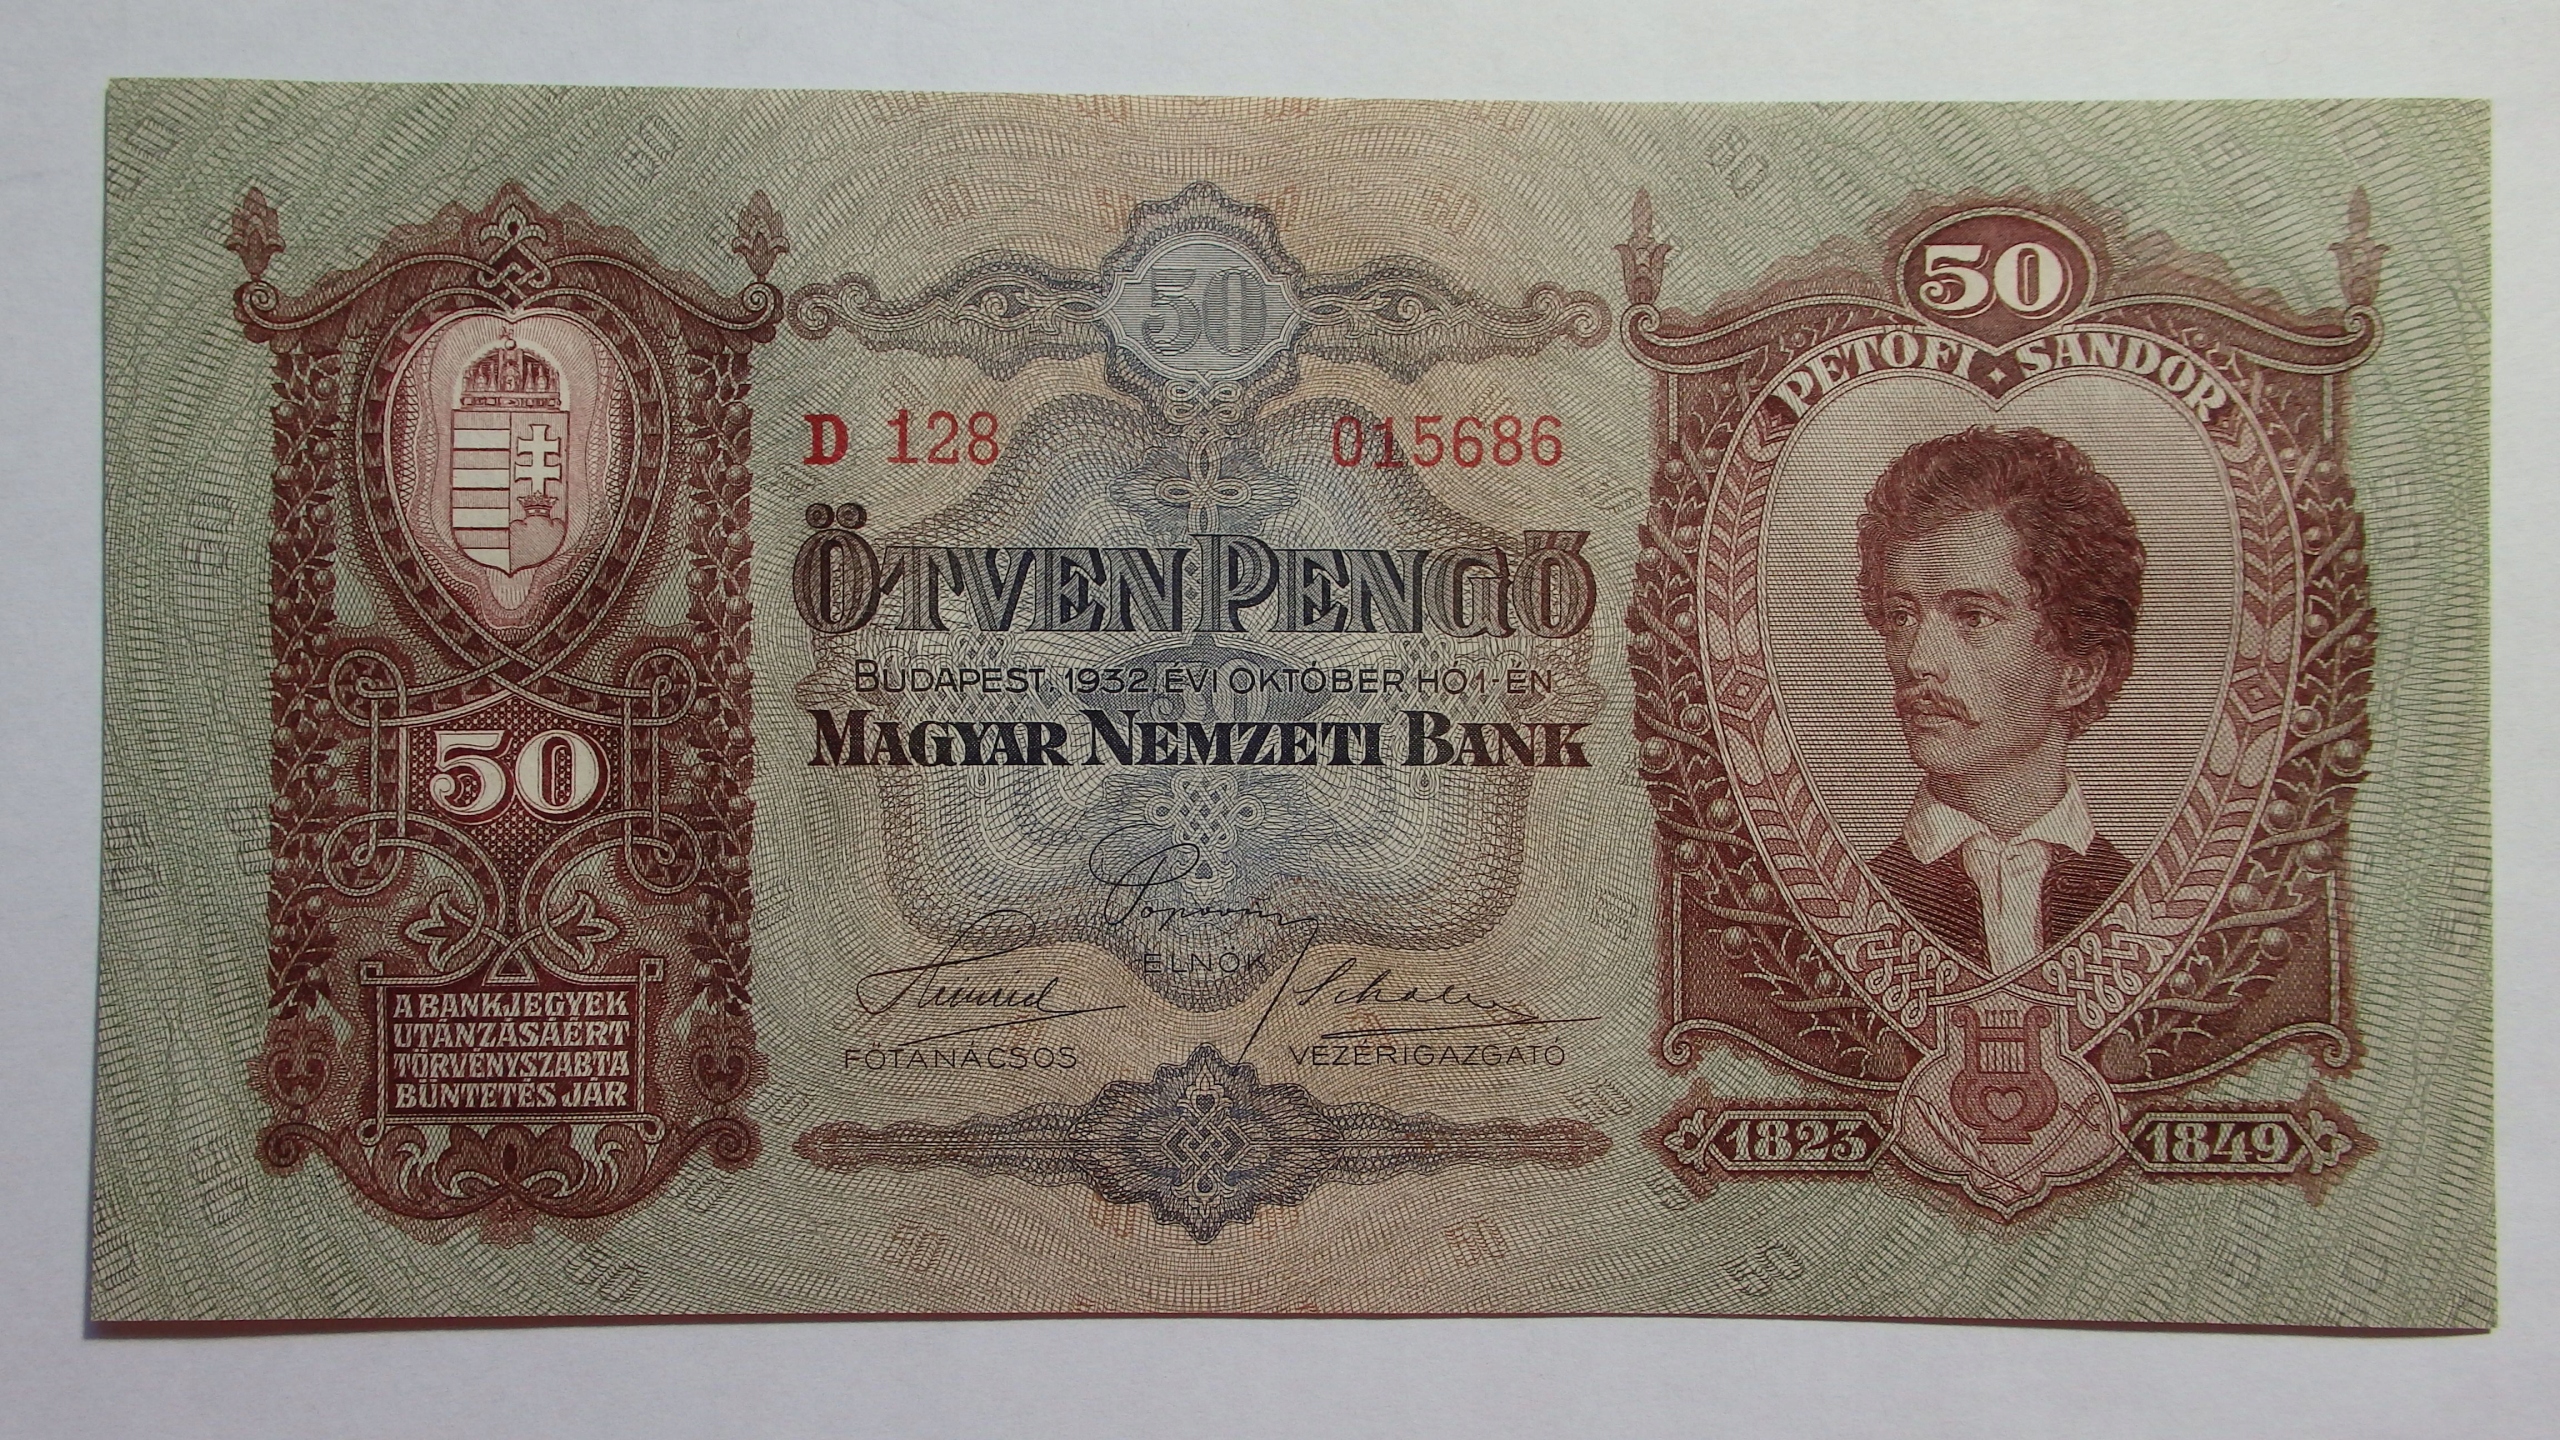 50
50
PETŐFI · SÁNDOR
D 128
015686
ÖTVEN PENGŐ
BUDAPEST, 1932 ÉVI OKTÓBER HÓ 1-ÉN
MAGYAR NEMZETI BANK
50
ELNÖK
FŐTANÁCSOS
VEZÉRIGAZGATÓ
A BANKJEGYEK
UTÁNZÁSÁÉRT
TÖRVÉNYSZABTA
BÜNTETÉS JÁR
1823
1849